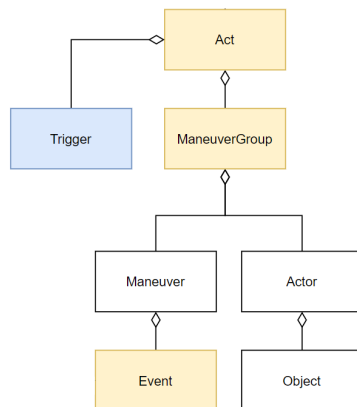 Act
Trigger
ManeuverGroup
Maneuver
Actor
Event
Object